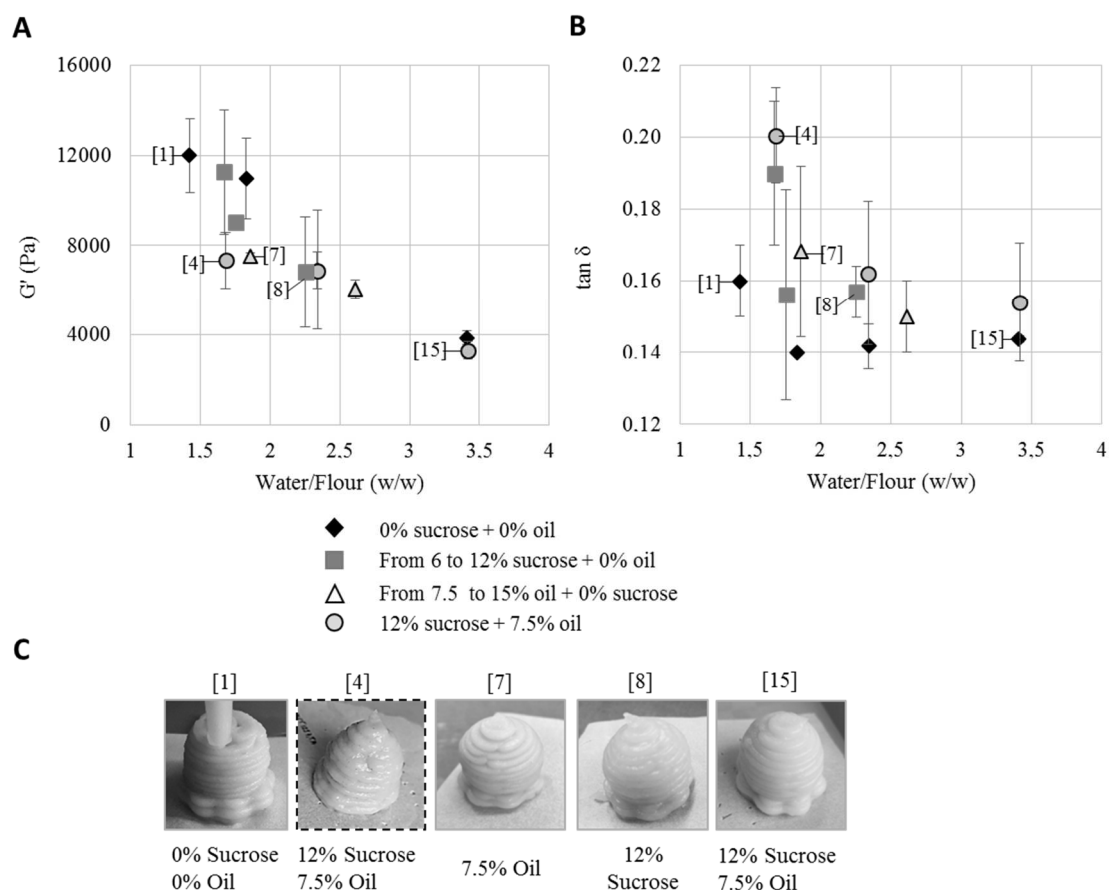 A
B
16000
12000
8000
4000
0
G' (Pa)
1
1,5
2
2,5
3
3,5
4
Water/Flour (w/w)
[1]
[4]
[7]
[8]
[15]
0.22
0.20
0.18
0.16
0.14
0.12
tan δ
1
1,5
2
2,5
3
3,5
4
Water/Flour (w/w)
[4]
[1]
[7]
[8]
[15]
0% sucrose + 0% oil
From 6 to 12% sucrose + 0% oil
From 7.5 to 15% oil + 0% sucrose
12% sucrose + 7.5% oil
C
[1] [4] [7] [8] [15]
0% Sucrose
0% Oil
12% Sucrose
7.5% Oil
7.5% Oil
12%
Sucrose
12% Sucrose
7.5% Oil